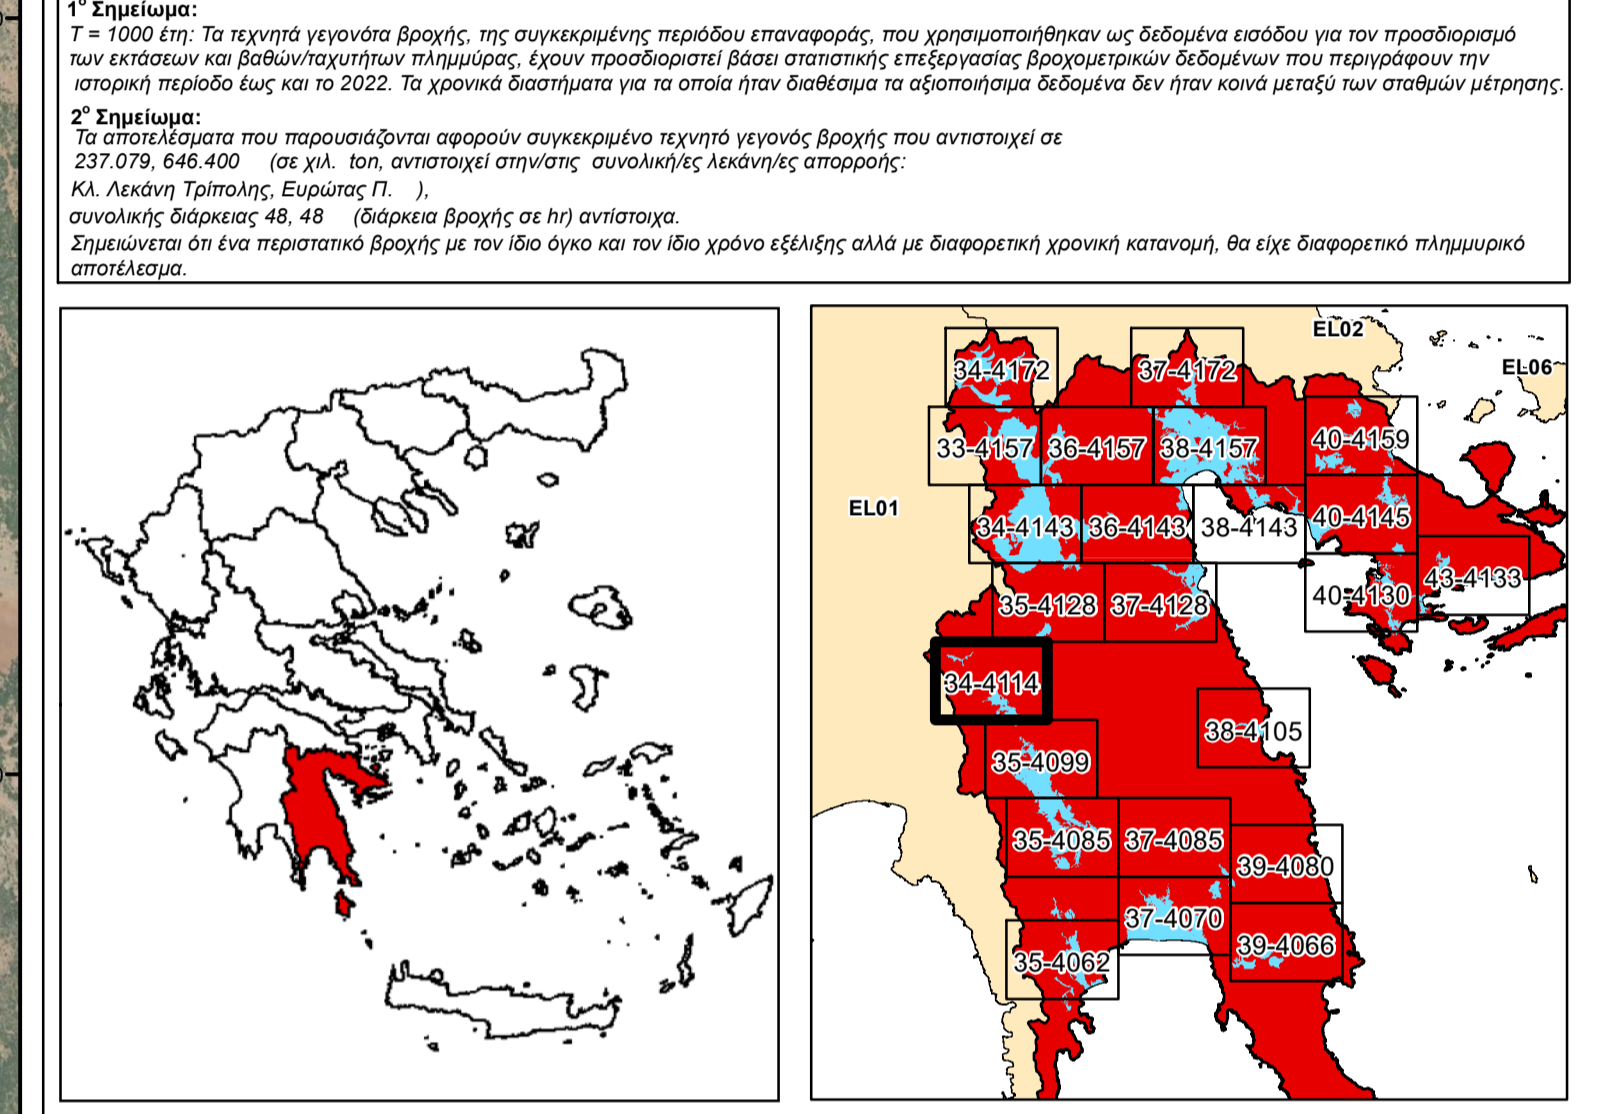 1º Σημείωμα:
T = 1000 έτη: Τα τεχνητά γεγονότα βροχής, της συγκεκριμένης περιόδου επαναφοράς, που χρησιμοποιήθηκαν ως δεδομένα εισόδου για τον προσδιορισμό
των εκτάσεων και βαθών/ταχυτήτων πλημμύρας, έχουν προσδιοριστεί βάσει στατιστικής επεξεργασίας βροχομετρικών δεδομένων που περιγράφουν την
ιστορική περίοδο έως και το 2022. Τα χρονικά διαστήματα για τα οποία ήταν διαθέσιμα τα αξιοποιήσιμα δεδομένα δεν ήταν κοινά μεταξύ των σταθμών μέτρησης.
2º Σημείωμα:
Τα αποτελέσματα που παρουσιάζονται αφορούν συγκεκριμένο τεχνητό γεγονός βροχής που αντιστοιχεί σε
237.079, 646.400 (σε χιλ. ton, αντιστοιχεί στην/στις συνολική/ες λεκάνη/ες απορροής:
Κλ. Λεκάνη Τρίπολης, Ευρώτας Π. ),
συνολικής διάρκειας 48, 48 (διάρκεια βροχής σε hr) αντίστοιχα.
Σημειώνεται ότι ένα περιστατικό βροχής με τον ίδιο όγκο και τον ίδιο χρόνο εξέλιξης αλλά με διαφορετική χρονική κατανομή, θα είχε διαφορετικό πλημμυρικό
αποτέλεσμα.
EL02
EL06
34-4172
37-4172
33-4157
36-4157
38-4157
40-4159
EL01
34-4143
36-4143
38-4143
40-4145
35-4128
37-4128
40-4130
43-4133
34-4114
38-4105
35-4099
35-4085
37-4085
39-4080
37-4070
39-4066
35-4062